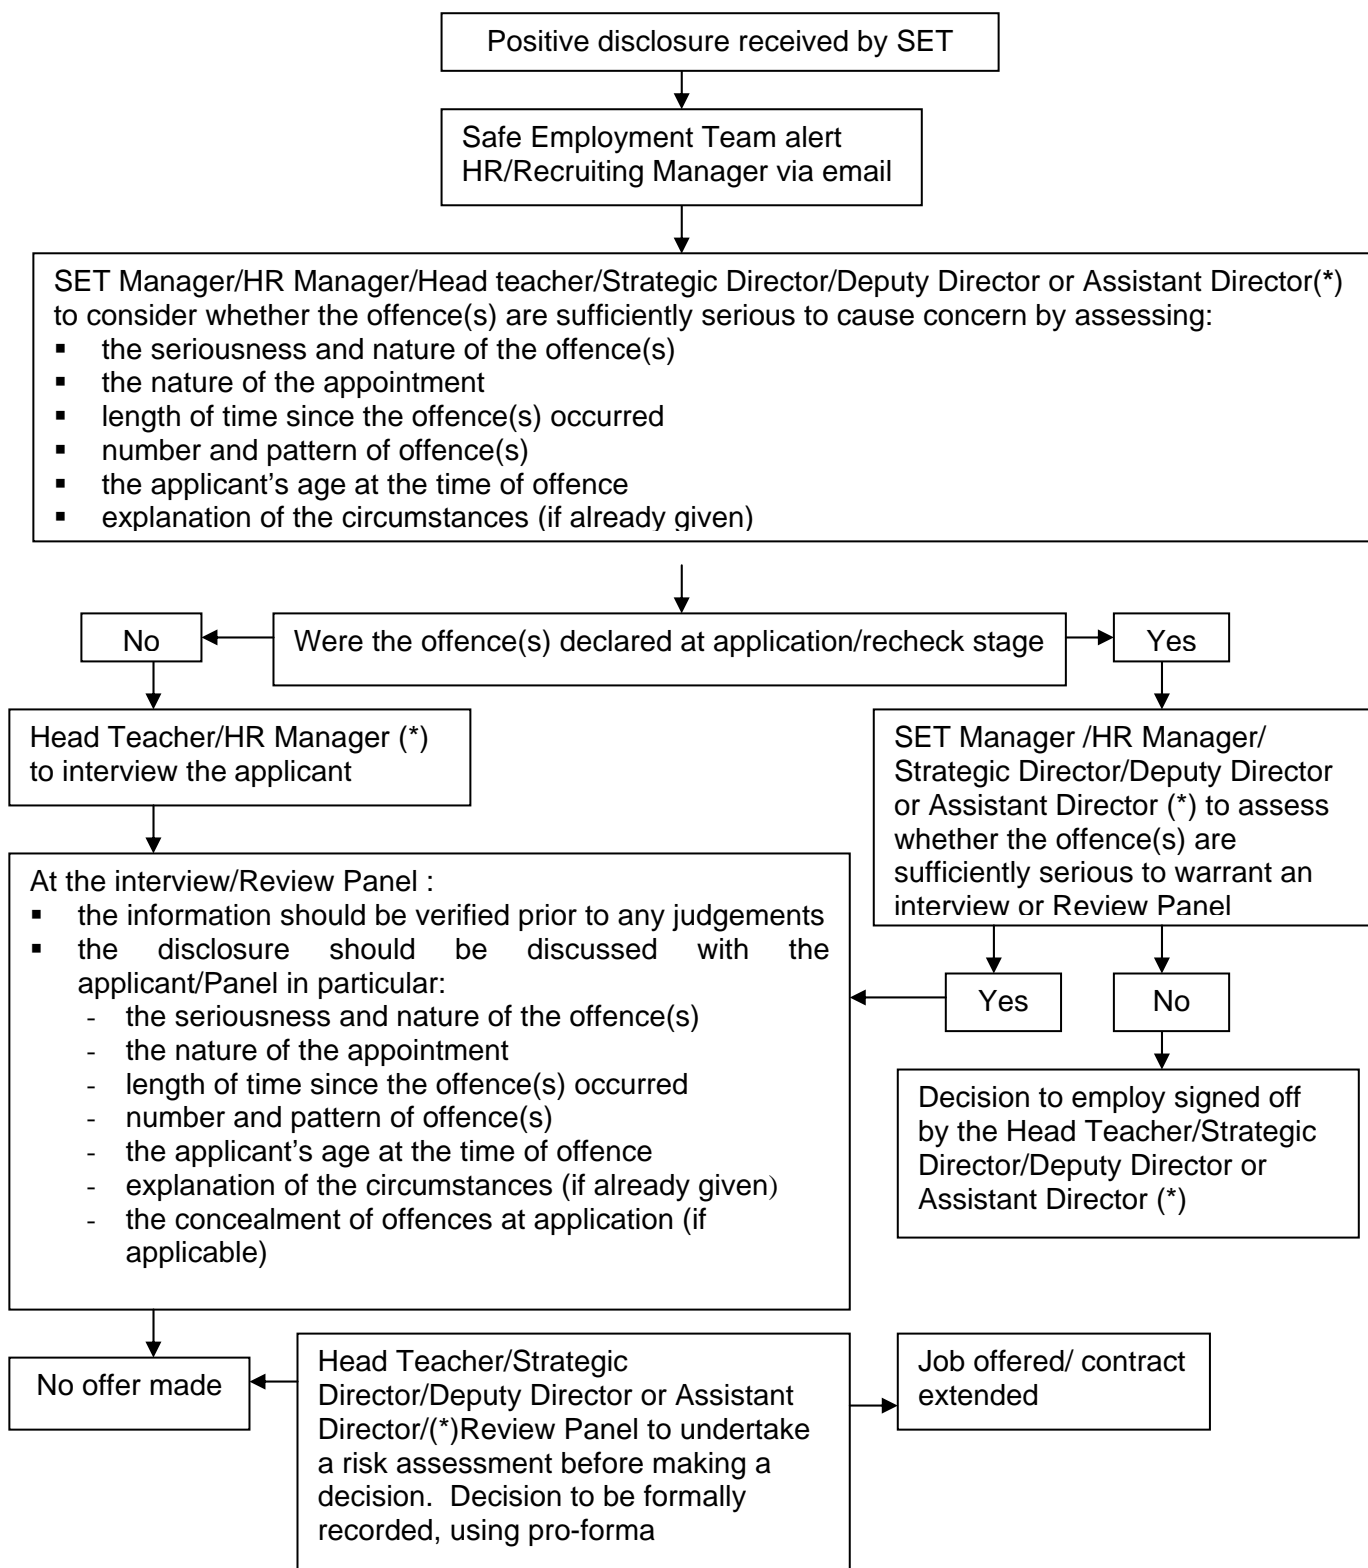 Positive disclosure received by SET
Safe Employment Team alert
HR/Recruiting Manager via email
SET Manager/HR Manager/Head teacher/Strategic Director/Deputy Director or Assistant Director(*)
to consider whether the offence(s) are sufficiently serious to cause concern by assessing:
▪ the seriousness and nature of the offence(s)
▪ the nature of the appointment
▪ length of time since the offence(s) occurred
▪ number and pattern of offence(s)
▪ the applicant's age at the time of offence
▪ explanation of the circumstances (if already given)
No
Were the offence(s) declared at application/recheck stage
Yes
Head Teacher/HR Manager (*)
to interview the applicant
SET Manager /HR Manager/
Strategic Director/Deputy Director
or Assistant Director (*) to assess
whether the offence(s) are
sufficiently serious to warrant an
interview or Review Panel
At the interview/Review Panel :
▪ the information should be verified prior to any judgements
▪ the disclosure should be discussed with the
applicant/Panel in particular:
- the seriousness and nature of the offence(s)
- the nature of the appointment
- length of time since the offence(s) occurred
- number and pattern of offence(s)
- the applicant's age at the time of offence
- explanation of the circumstances (if already given)
- the concealment of offences at application (if
applicable)
Yes
No
Decision to employ signed off
by the Head Teacher/Strategic
Director/Deputy Director or
Assistant Director (*)
No offer made
Head Teacher/Strategic
Director/Deputy Director or Assistant
Director/(*)Review Panel to undertake
a risk assessment before making a
decision.  Decision to be formally
recorded, using pro-forma
Job offered/ contract
extended